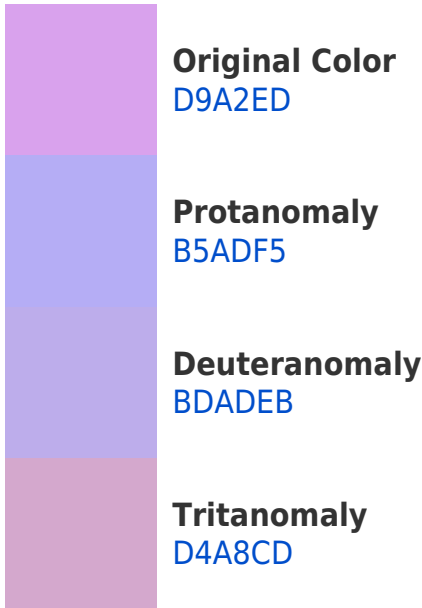 Original Color
D9A2ED
Protanomaly
B5ADF5
Deuteranomaly
BDADEB
Tritanomaly
D4A8CD